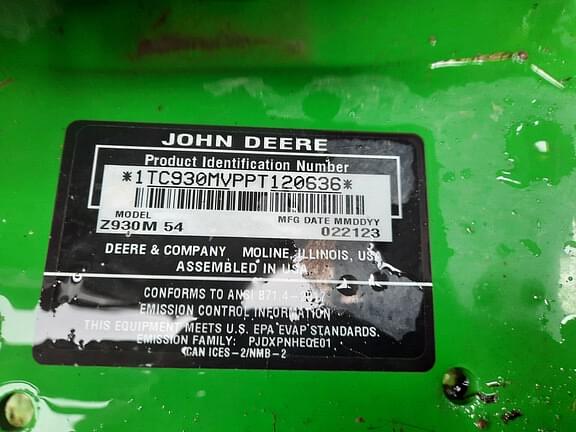 JOHN DEERE
Product Identification Number
*1TC930MVPPT120636*
MODEL MFG DATE MMDDYY
Z930M 54 022123
DEERE & COMPANY MOLINE, ILLINOIS, USA
ASSEMBLED IN USA
CONFORMS TO ANSI B71.4-
EMISSION CONTROL INFORMATION
THIS EQUIPMENT MEETS U.S. EPA EVAP STANDARDS.
EMISSION FAMILY: PJDXPNHEQE01
CAN ICES-2/NMB-2